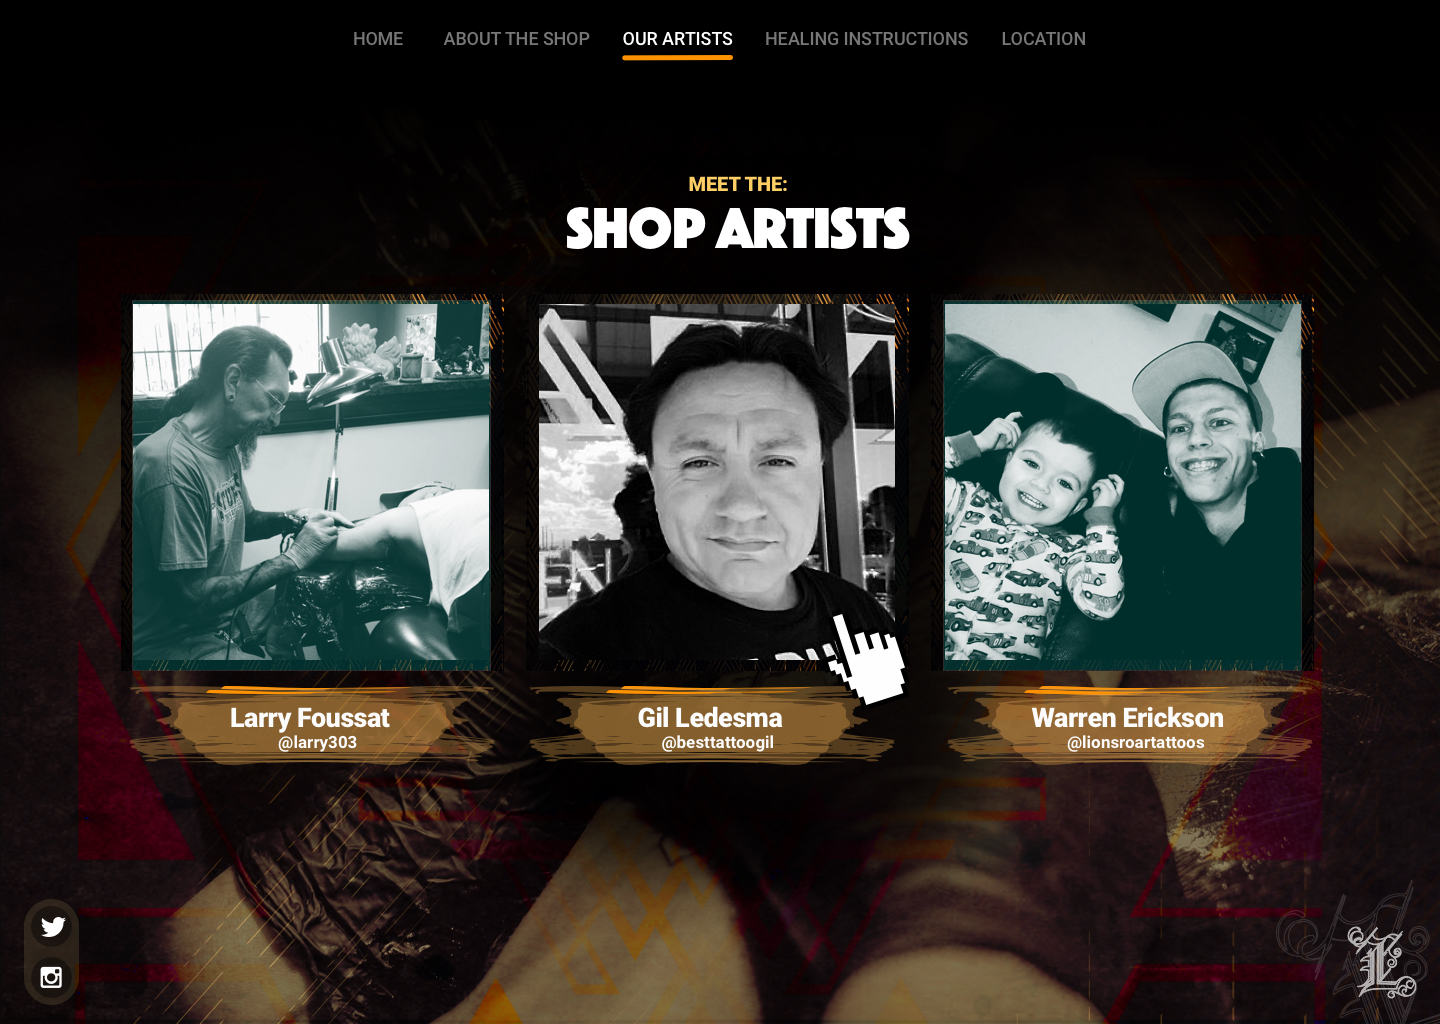 HOME ABOUT THE SHOP OUR ARTISTS HEALING INSTRUCTIONS LOCATION
MEET THE:
SHOP ARTISTS
Larry Foussat
@larry303
Gil Ledesma
@besttattoogil
Warren Erickson
@lionsroartattoos
L